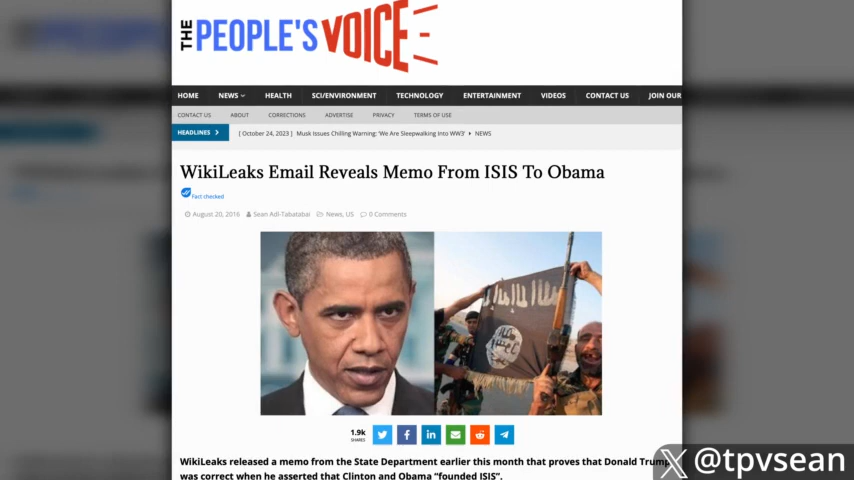 THE PEOPLE'S VOICE
HOME NEWS HEALTH SCI/ENVIRONMENT TECHNOLOGY ENTERTAINMENT VIDEOS CONTACT US JOIN OUR
CONTACT US ABOUT CORRECTIONS ADVERTISE PRIVACY TERMS OF USE
HEADLINES [ October 24, 2023 ] Musk Issues Chilling Warning: 'We Are Sleepwalking Into WW3' NEWS
WikiLeaks Email Reveals Memo From ISIS To Obama
Fact checked
August 20, 2016 Sean Adl-Tabatabai News, US 0 Comments
1.9k
SHARES
WikiLeaks released a memo from the State Department earlier this month that proves that Donald Trump
was correct when he asserted that Clinton and Obama "founded ISIS".
X @tpvsean